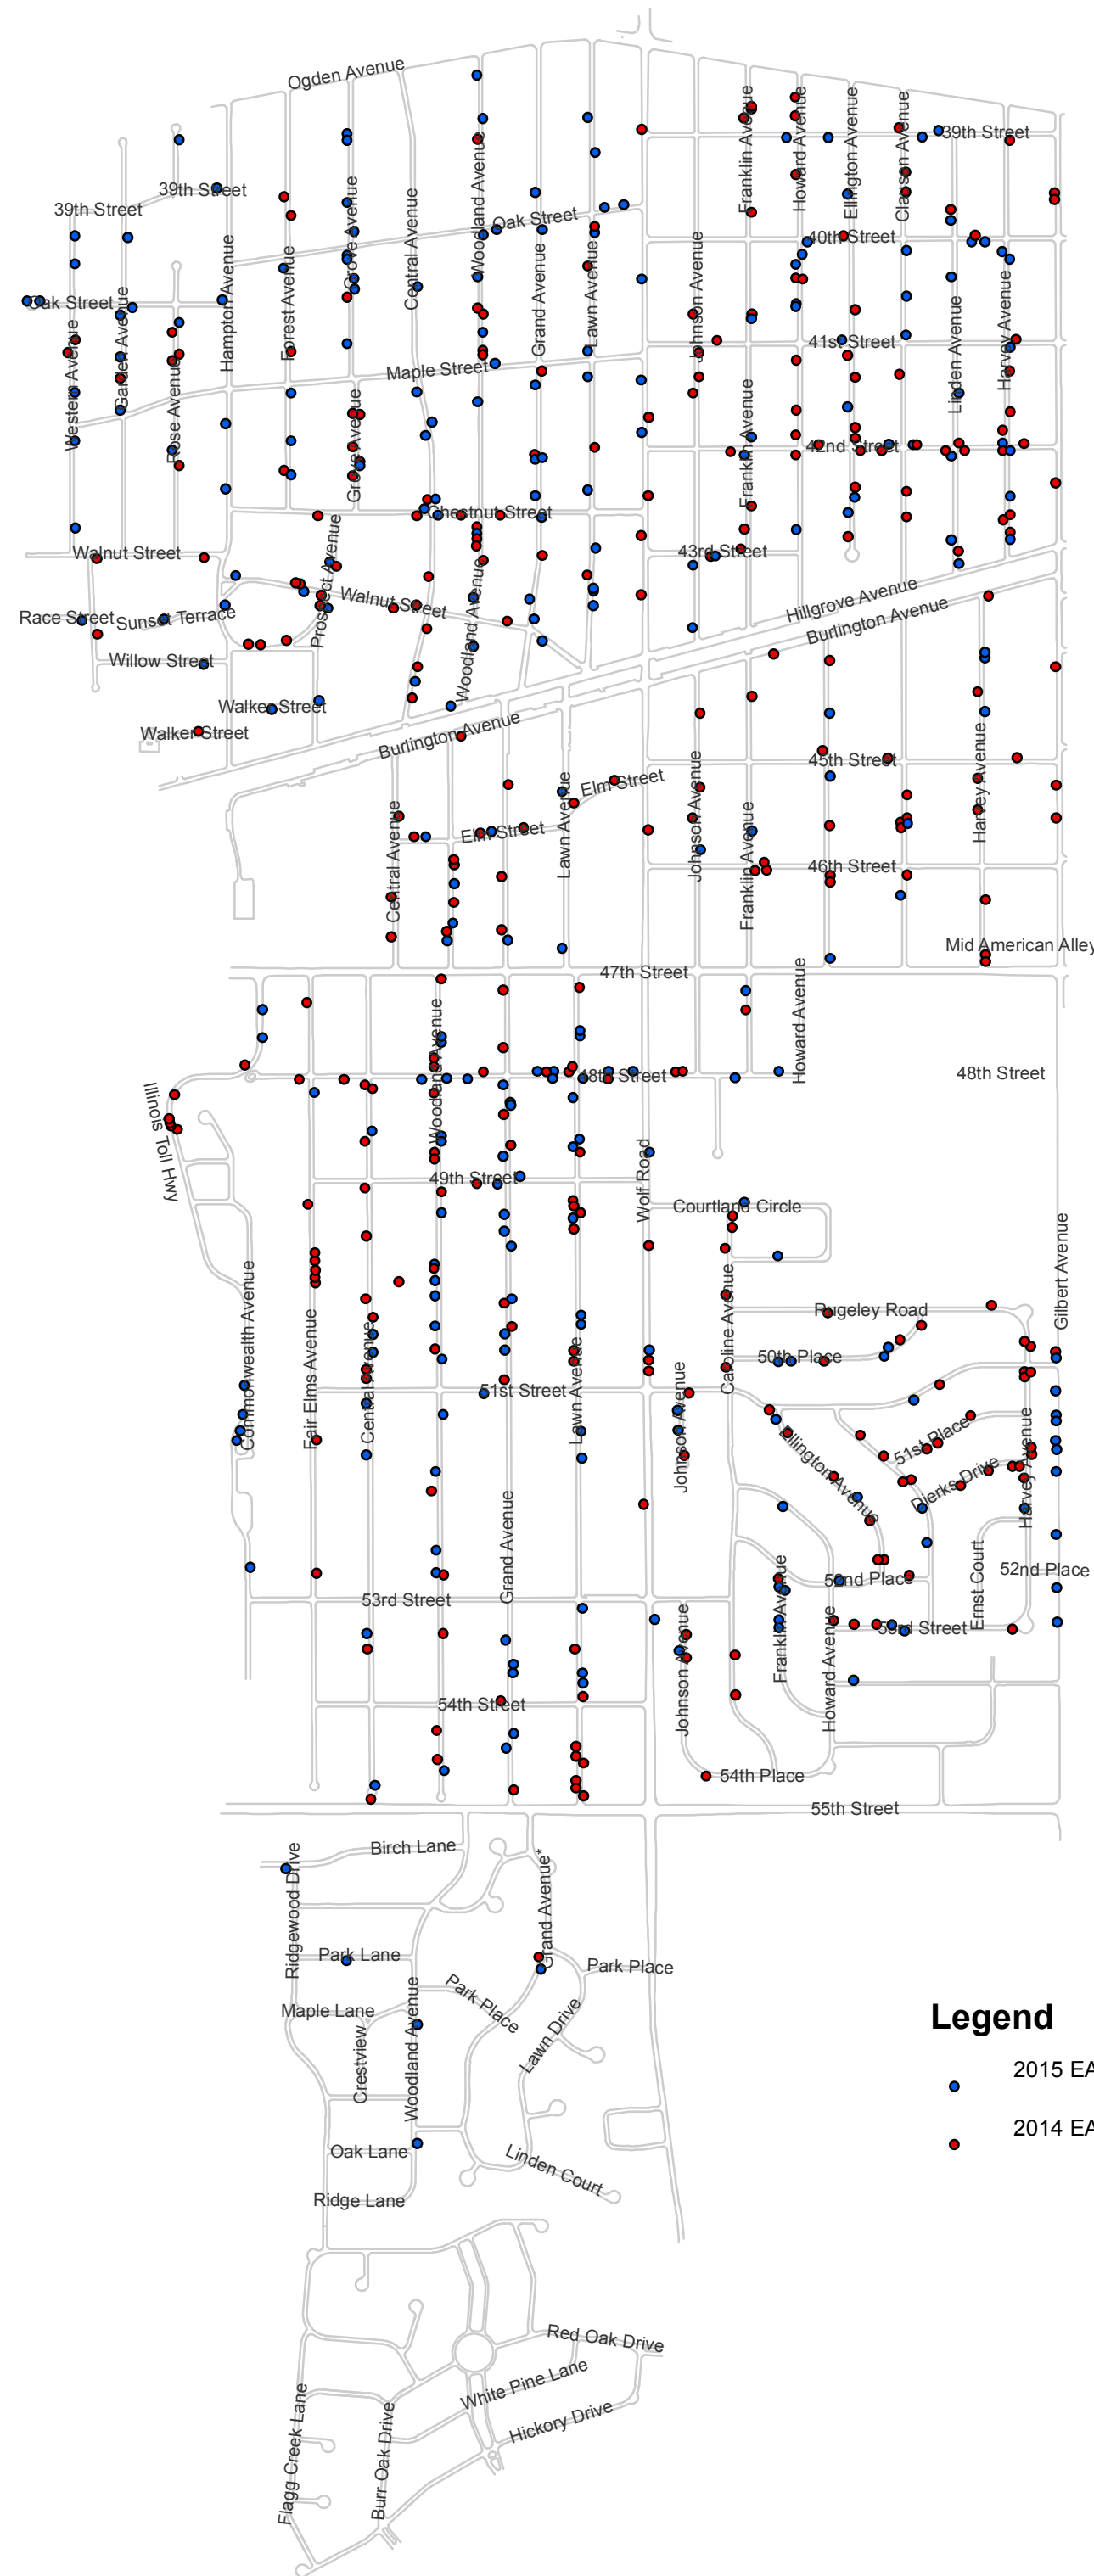 Ogden Avenue
39th Street
39th Street
39th Street
Franklin Avenue
Howard Avenue
Ellington Avenue
Clauson Avenue
Woodland Avenue
Oak Street
40th Street
Grove Avenue
Central Avenue
Hampton Avenue
Forest Avenue
Grand Avenue
Lawn Avenue
Johnson Avenue
Linden Avenue
Harvey Avenue
Oak Street
Western Avenue
Garden Avenue
Rose Avenue
41st Street
Maple Street
Grove Avenue
Franklin Avenue
42nd Street
Chestnut Street
43rd Street
Walnut Street
Prospect Avenue
Walnut Street
Race Street
Sunset Terrace
Hillgrove Avenue
Burlington Avenue
Willow Street
Woodland Avenue
Walker Street
Walker Street
Burlington Avenue
45th Street
Elm Street
Elm Street
Lawn Avenue
Central Avenue
Johnson Avenue
Franklin Avenue
Harvey Avenue
46th Street
Mid American Alley
47th Street
Howard Avenue
Woodland Avenue
48th Street
48th Street
Illinois Toll Hwy
49th Street
Wolf Road
Courtland Circle
Gilbert Avenue
Commonwealth Avenue
Fair Elms Avenue
Central Avenue
Caroline Avenue
Rugeley Road
50th Place
51st Street
Lawn Avenue
Johnson Avenue
Ellington Avenue
51st Place
Dierks Drive
Harvey Avenue
Grand Avenue
52nd Place
52nd Place
Ernst Court
53rd Street
53rd Street
Franklin Avenue
Howard Avenue
Johnson Avenue
54th Street
54th Place
55th Street
Birch Lane
Ridgewood Drive
Grand Avenue*
Park Lane
Park Place
Park Place
Maple Lane
Crestview
Woodland Avenue
Lawn Drive
Oak Lane
Linden Court
Ridge Lane
Legend
2015 EA
2014 EA
Red Oak Drive
White Pine Lane
Hickory Drive
Flagg Creek Lane
Burr Oak Drive